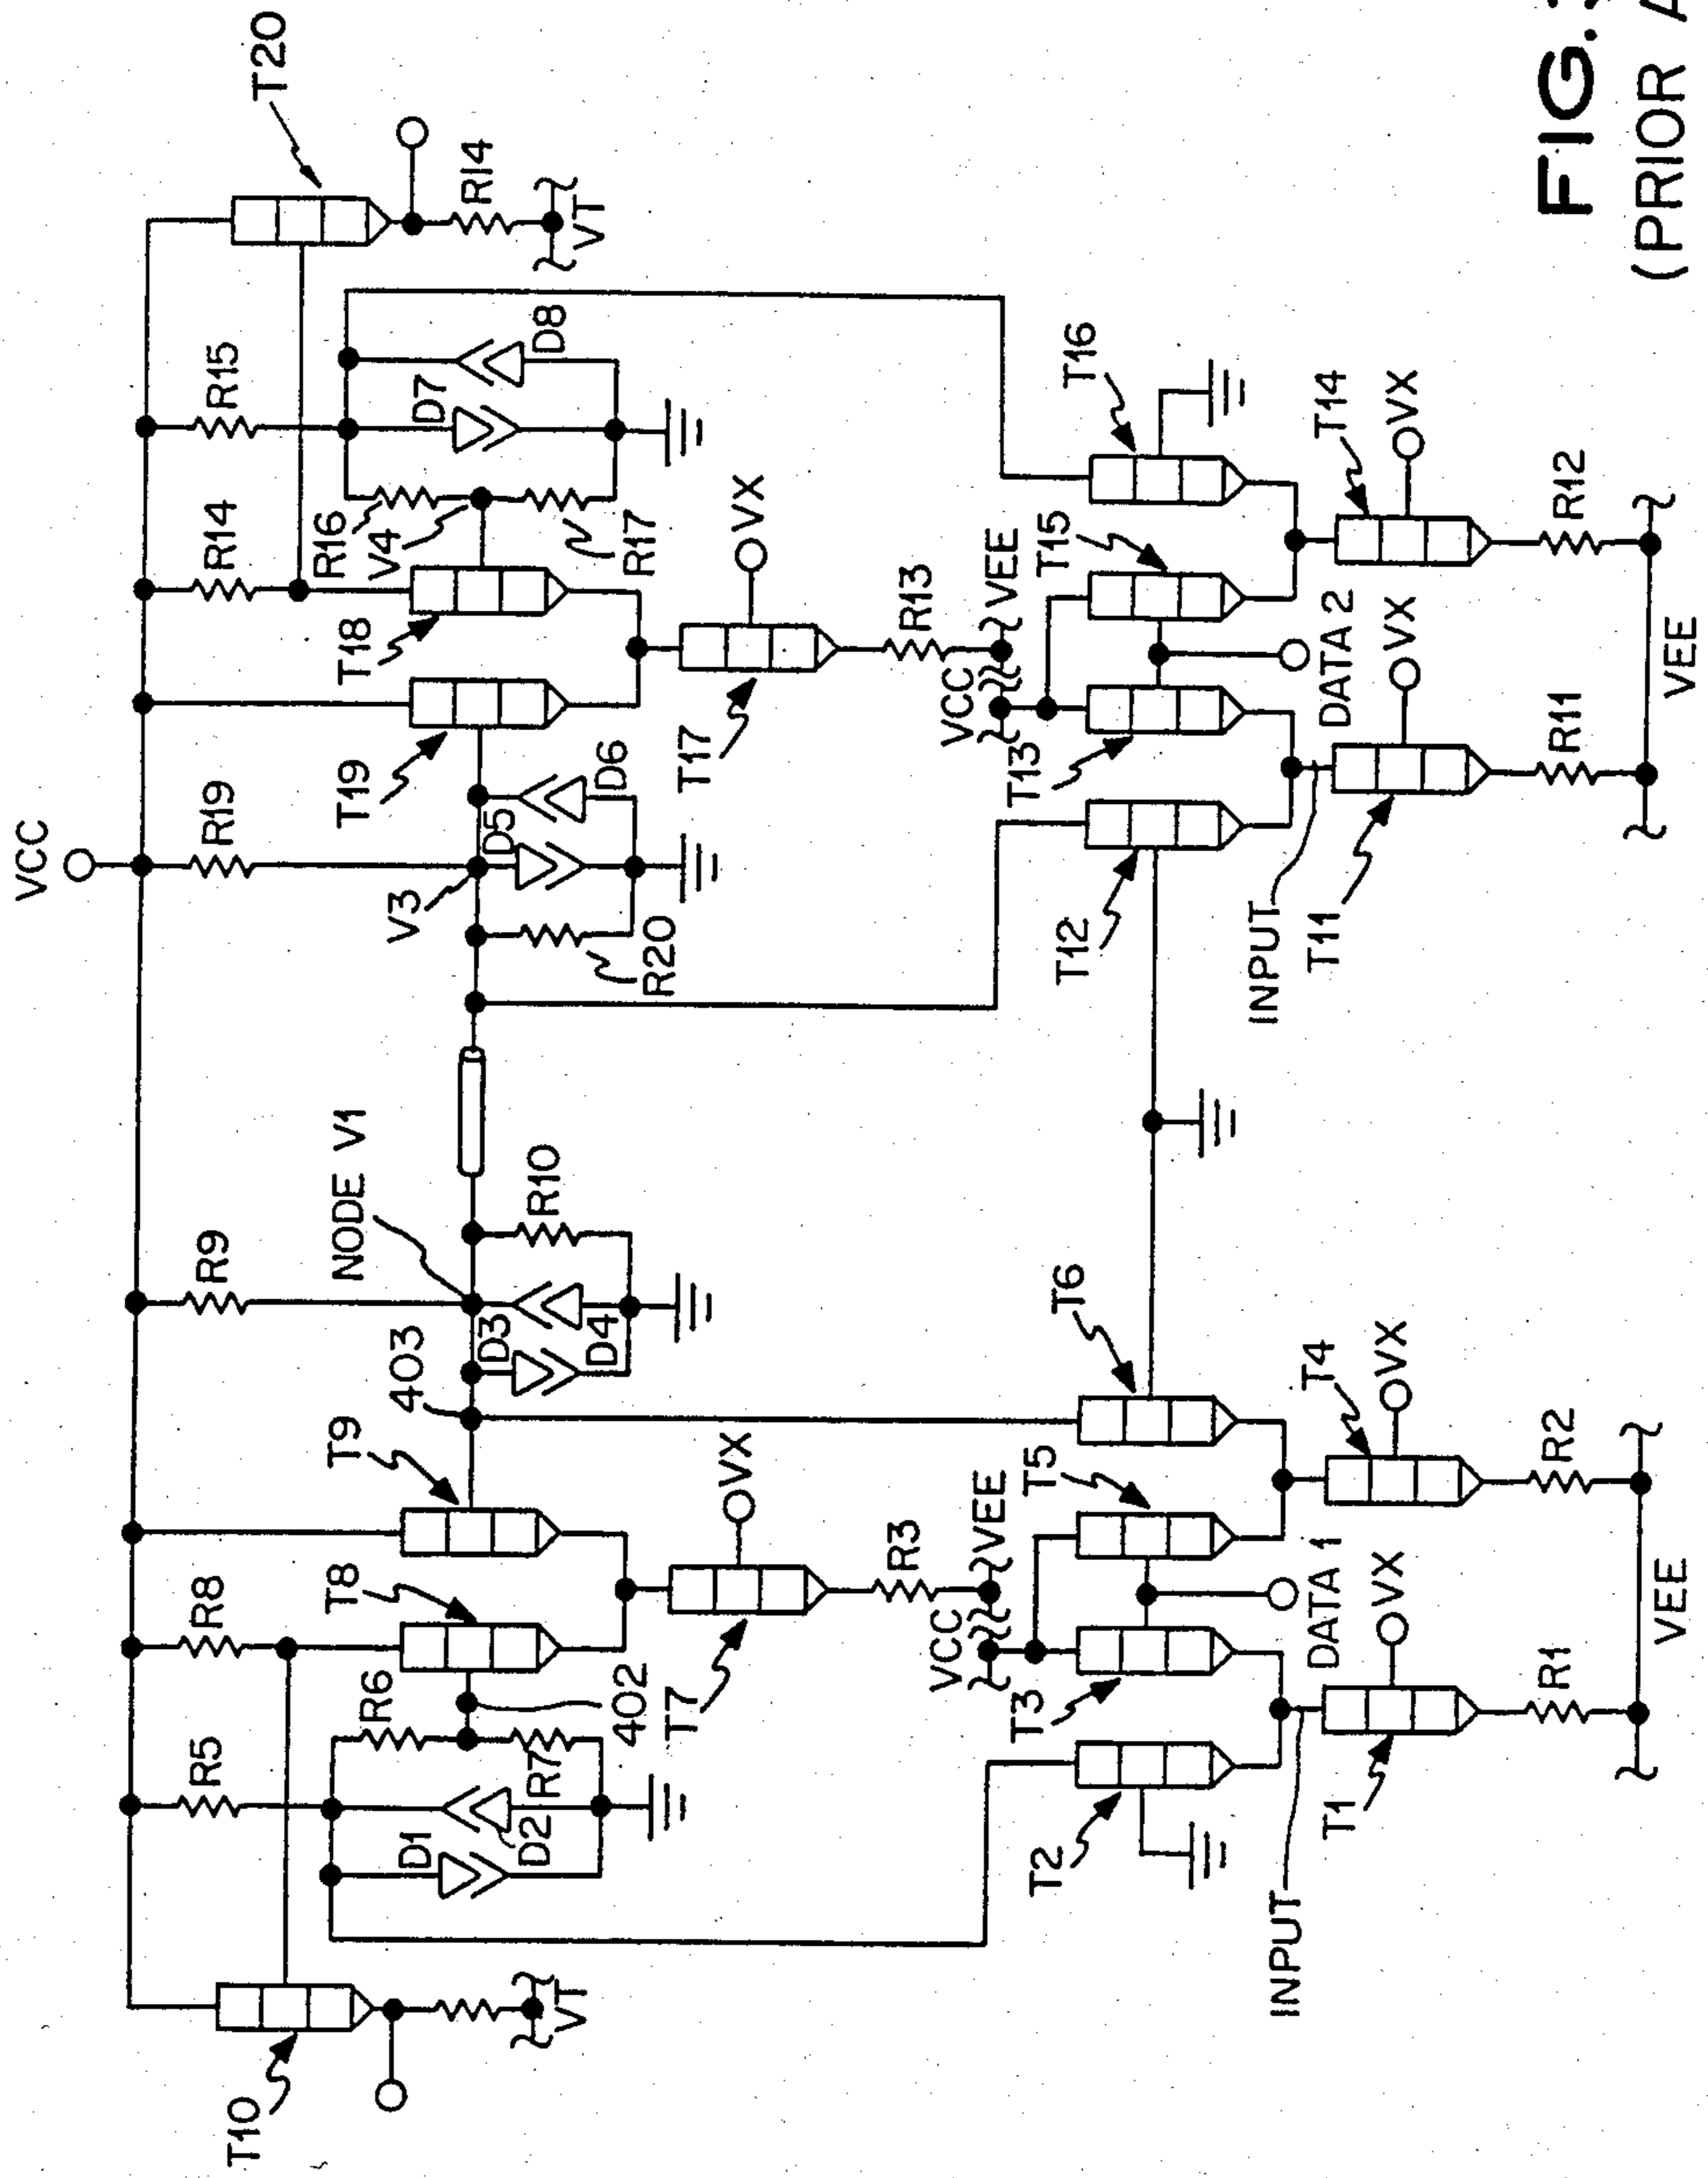 VCC
T20
R9
R19
R14
R15
R5
R8
T10
R6
T8
T9
403
NODE V1
V3
T19
T18
R16
V4
D7
D8
R14
VT
D1
D2
R7
402
D3
D4
R10
D5
D6
R20
R17
VT
T7
VX
T17
VX
R3
R13
VCC
VEE
VCC
VEE
T2
T3
T5
T6
T12
T13
T15
T16
INPUT
DATA 1
T4
VX
INPUT
DATA 2
T14
VX
T1
VX
T11
VX
R1
R2
R11
R12
VEE
VEE
FIG.
(PRIOR A